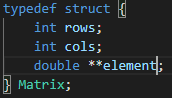 typedef struct {
    int rows;
    int cols;
    double **element;
} Matrix;